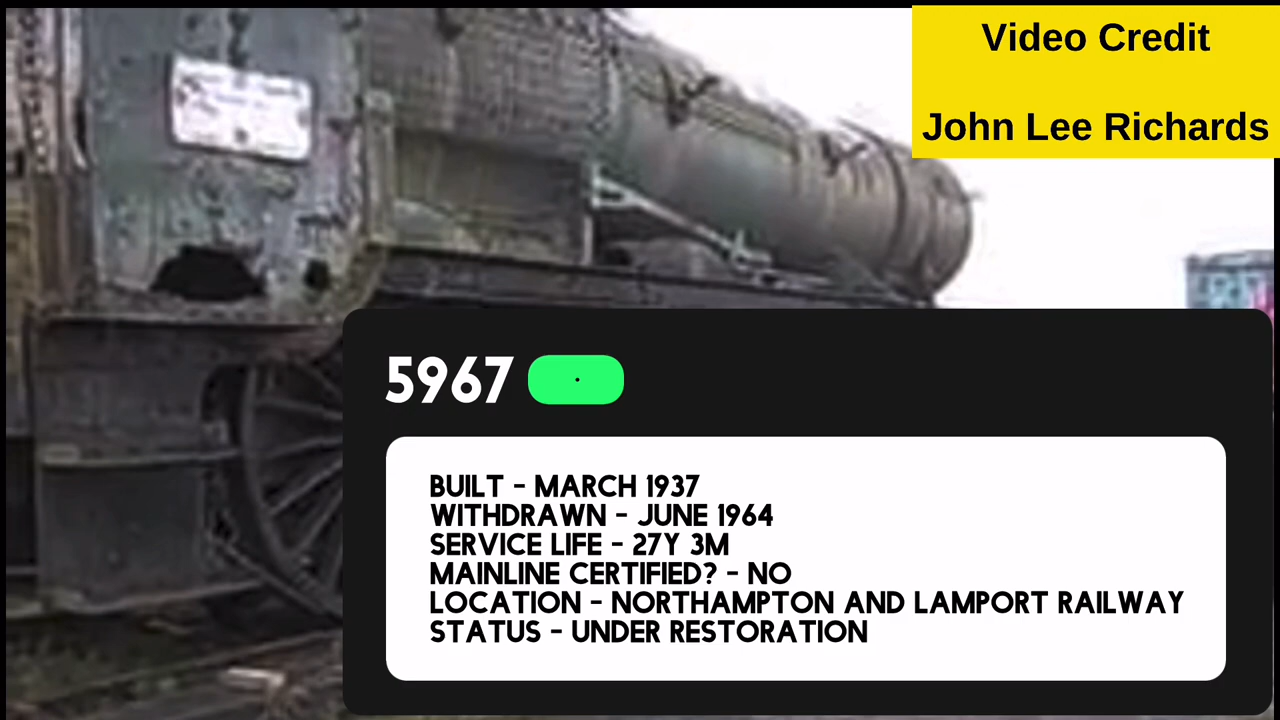 Video Credit
John Lee Richards
5967
BUILT - MARCH 1937
WITHDRAWN - JUNE 1964
SERVICE LIFE - 27Y 3M
MAINLINE CERTIFIED? - NO
LOCATION - NORTHAMPTON AND LAMPORT RAILWAY
STATUS - UNDER RESTORATION